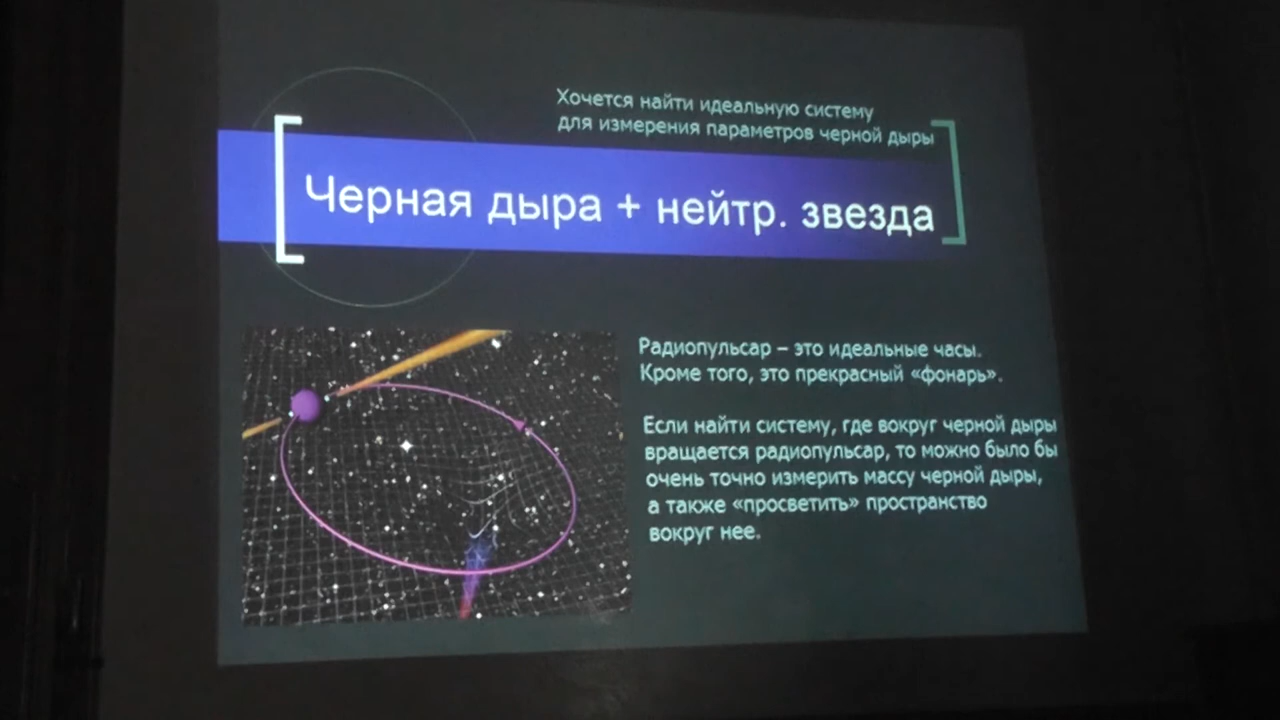 Хочется найти идеальную систему
для измерения параметров черной дыры
Черная дыра + нейтр. звезда
Радиопульсар – это идеальные часы.
Кроме того, это прекрасный «фонарь».
Если найти систему, где вокруг черной дыры
вращается радиопульсар, то можно было бы
очень точно измерить массу черной дыры,
а также «просветить» пространство
вокруг нее.